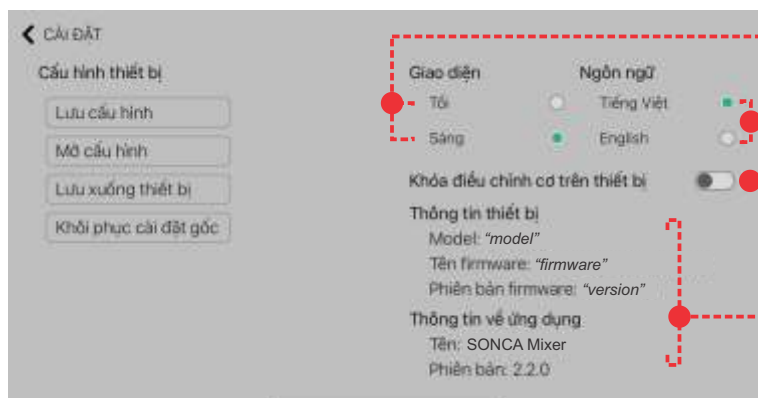 CÀI ĐẶT
Cấu hình thiết bị
Lưu cấu hình
Mở cấu hình
Lưu xuống thiết bị
Khôi phục cài đặt gốc
Giao diện
Tối
Sáng
Ngôn ngữ
Tiếng Việt
English
Khóa điều chỉnh cơ trên thiết bị
Thông tin thiết bị
Model: “model”
Tên firmware: “firmware”
Phiên bản firmware: “version”
Thông tin về ứng dụng
Tên: SONCA Mixer
Phiên bản: 2.2.0